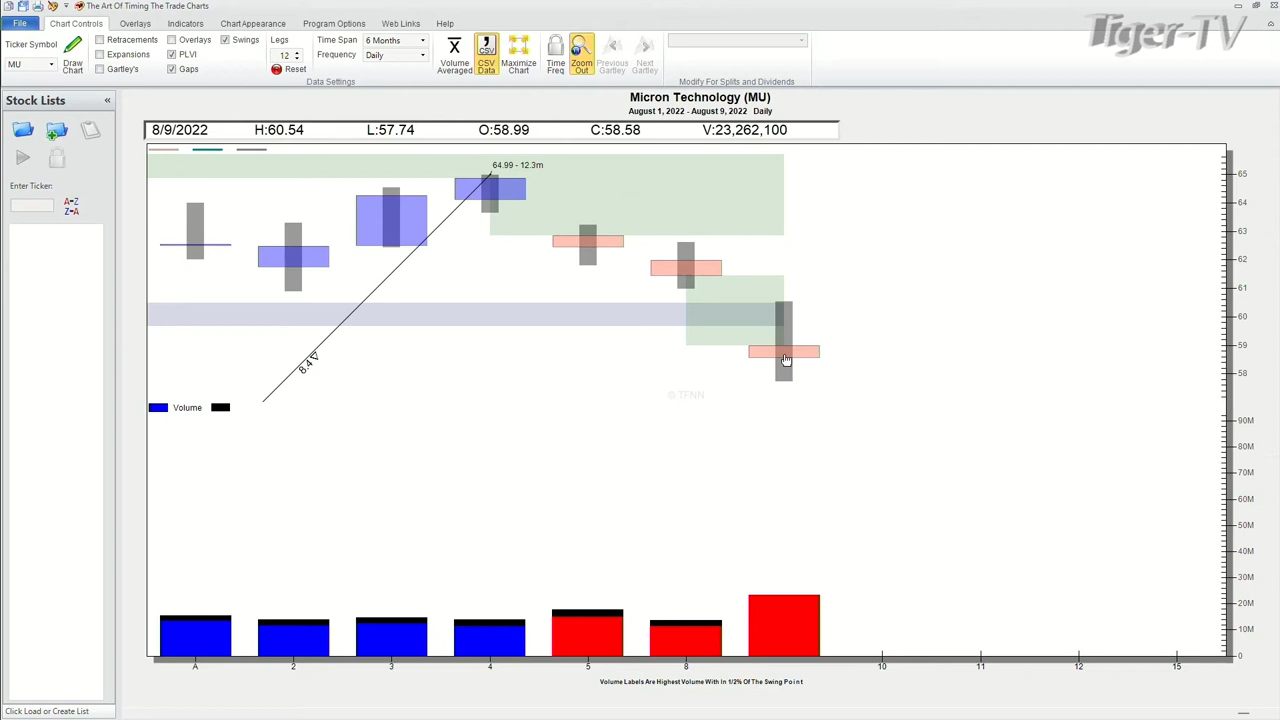 The Art Of Timing The Trade Charts
File Chart Controls Overlays Indicators Chart Appearance Program Options Web Links Help
Tiger-TV
Ticker Symbol
MU
Draw
Chart
Retracements Overlays Swings
Expansions PLVI
Gartley's Gaps
Legs
12
Reset
Time Span 6 Months
Frequency Daily
Data Settings
Volume
Averaged
CSV
CSV
Data
Maximize
Chart
Time
Freq
Zoom
Out
Previous
Gartley
Next
Gartley
Modify For Splits and Dividends
Stock Lists
Enter Ticker:
A-Z
Z-A
Click Load or Create List
Micron Technology (MU)
August 1, 2022 - August 9, 2022 Daily
8/9/2022 H:60.54 L:57.74 O:58.99 C:58.58 V:23,262,100
64.99 - 12.3m
8.4
© TFNN
65
64
63
62
61
60
59
58
Volume
90M
80M
70M
60M
50M
40M
30M
20M
10M
0
A 2 3 4 5 8 10 11 12 15
Volume Labels Are Highest Volume With In 1/2% Of The Swing Point